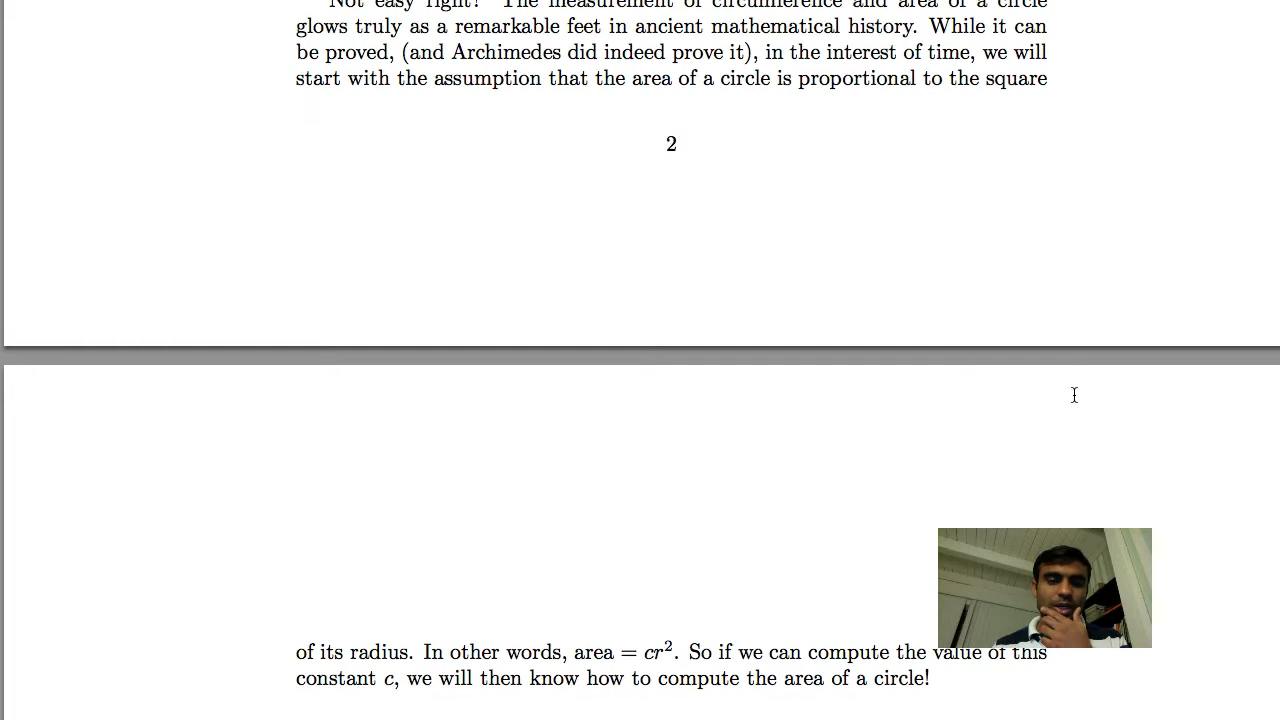 Not easy right? The measurement of circumference and area of a circle
glows truly as a remarkable feet in ancient mathematical history. While it can
be proved, (and Archimedes did indeed prove it), in the interest of time, we will
start with the assumption that the area of a circle is proportional to the square
2
of its radius. In other words, area = cr². So if we can compute the value of this
constant c, we will then know how to compute the area of a circle!